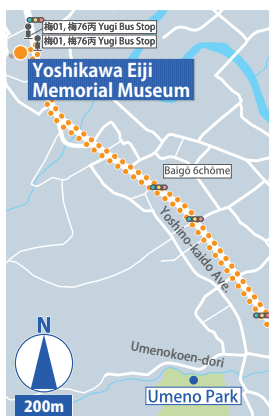 梅01, 梅76丙 Yugi Bus Stop
梅01, 梅76丙 Yugi Bus Stop
Yoshikawa Eiji
Memorial Museum
Baigō 6chōme
Yoshino-kaido Ave.
N
Umenokoen-dori
200m
Umeno Park